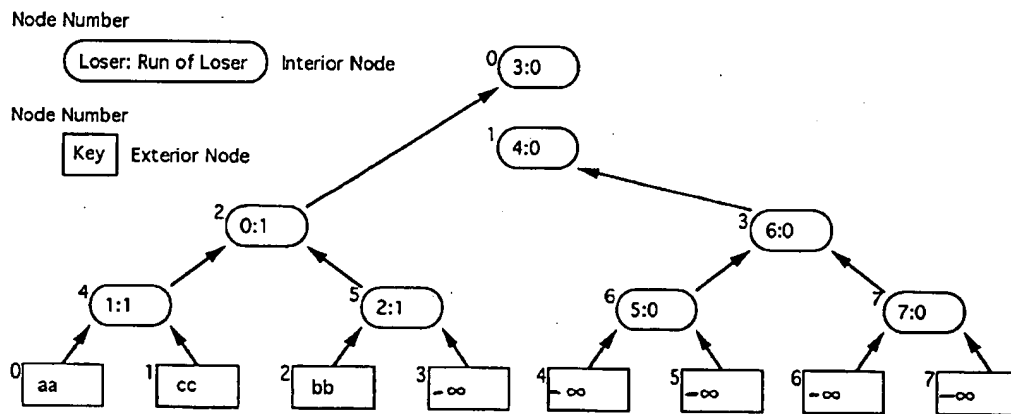 Node Number
Loser: Run of Loser Interior Node
0 3:0
Node Number
Key Exterior Node
1 4:0
2 0:1
3 6:0
4 1:1
5 2:1
6 5:0
7 7:0
0 aa
1 cc
2 bb
3 -∞
4 -∞
5 -∞
6 -∞
7 -∞